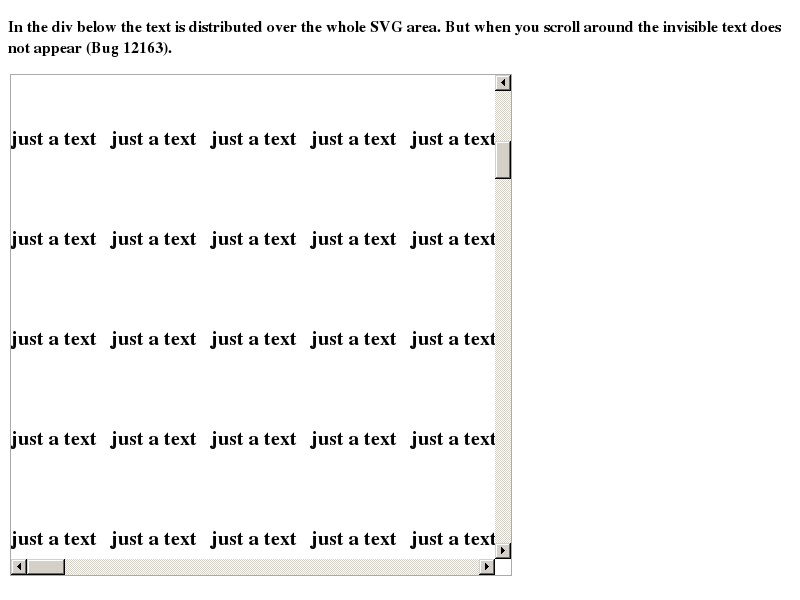 In the div below the text is distributed over the whole SVG area. But when you scroll around the invisible text does
not appear (Bug 12163).
just a text just a text just a text just a text just a text
just a text just a text just a text just a text just a text
just a text just a text just a text just a text just a text
just a text just a text just a text just a text just a text
just a text just a text just a text just a text just a text